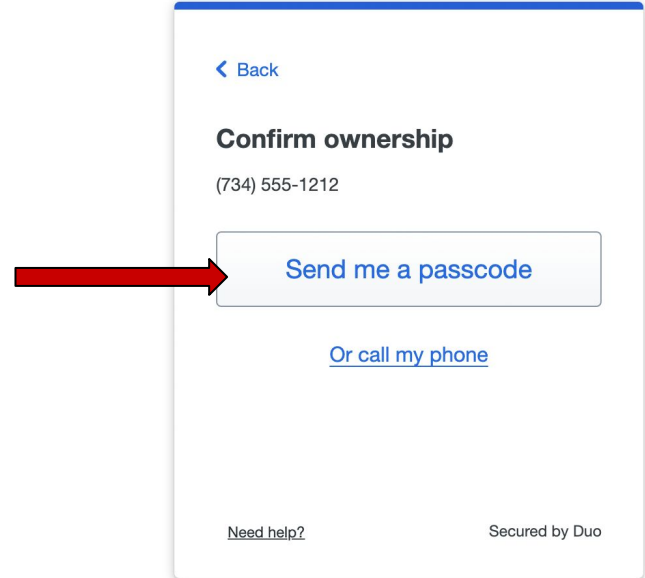 Back
Confirm ownership
(734) 555-1212
Send me a passcode
Or call my phone
Need help?
Secured by Duo